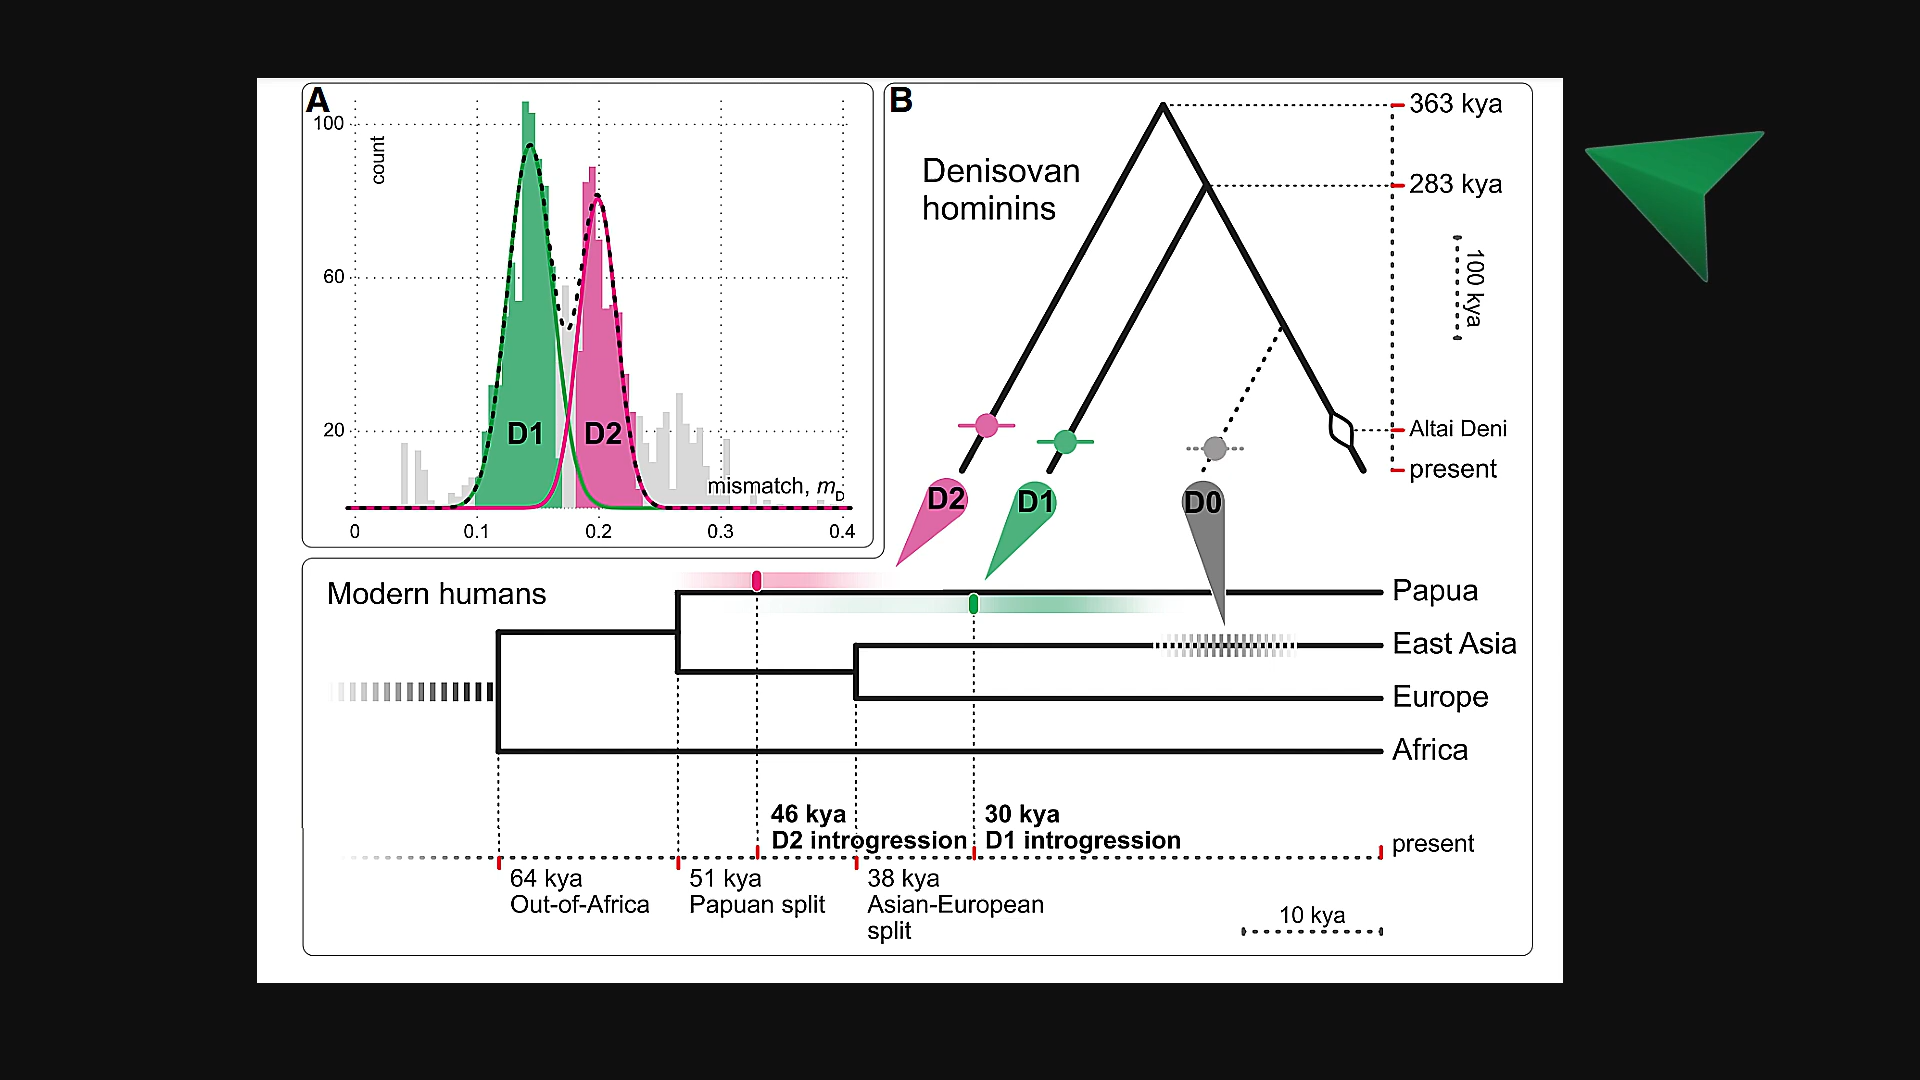 A
100
60
20
count
D1
D2
mismatch, mD
0
0.1
0.2
0.3
0.4
B
Denisovan
hominins
363 kya
283 kya
100 kya
Altai Deni
present
D2
D1
D0
Modern humans
Papua
East Asia
Europe
Africa
46 kya
D2 introgression
30 kya
D1 introgression
present
64 kya
Out-of-Africa
51 kya
Papuan split
38 kya
Asian-European
split
10 kya